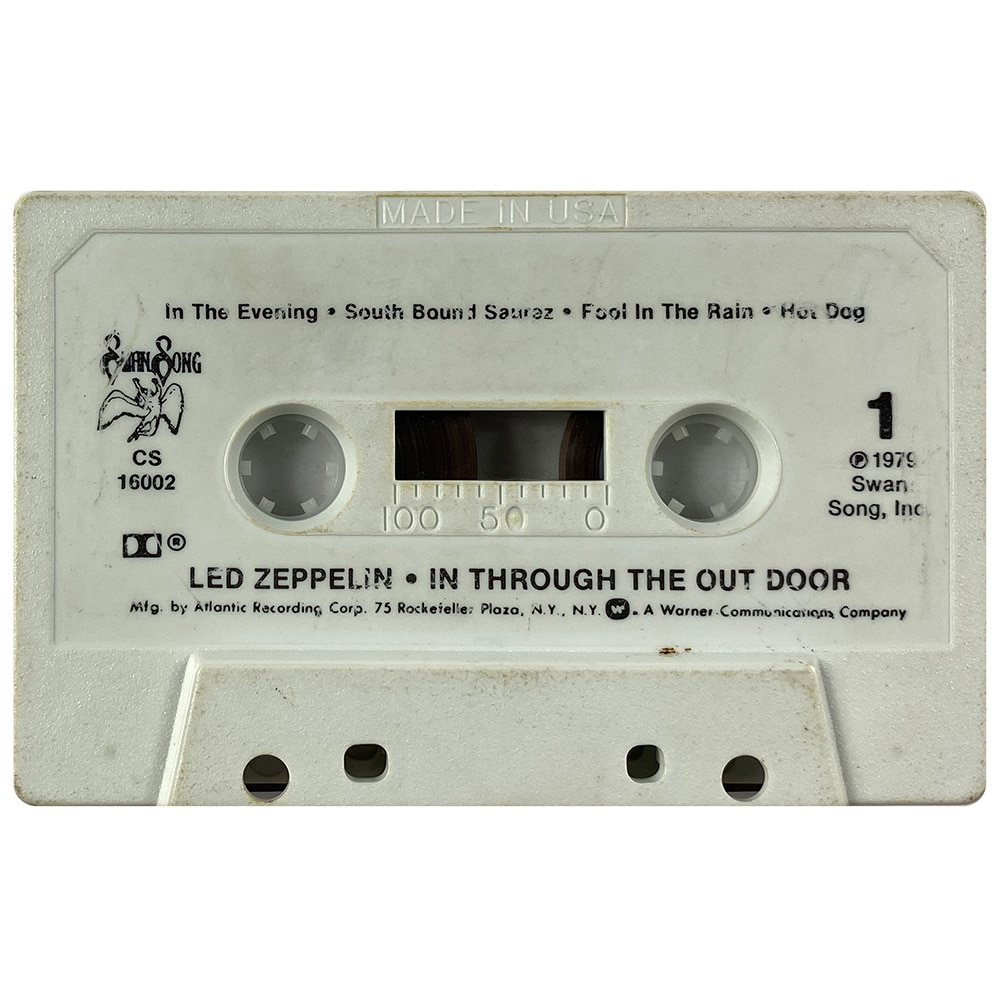 MADE IN USA
In The Evening • South Bound Saurez • Fool In The Rain • Hot Dog
SWAN SONG
1
CS
16002
℗ 1979
Swan
Song, Inc
100 50 0
®
LED ZEPPELIN • IN THROUGH THE OUT DOOR
Mfg. by Atlantic Recording Corp. 75 Rockefeller Plaza, N.Y., N.Y. W - A Warner Communications Company